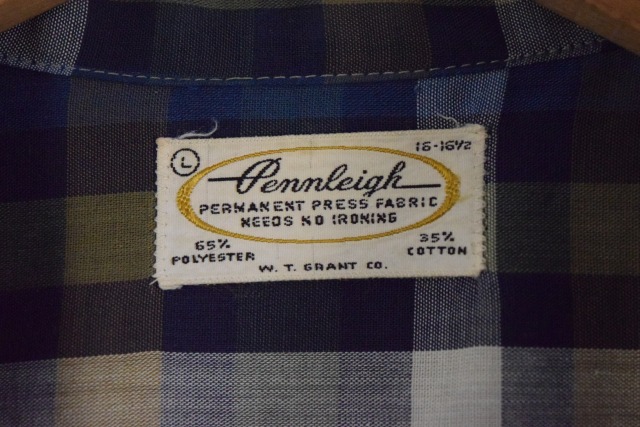 L 16-16½
Pennleigh
PERMANENT PRESS FABRIC
NEEDS NO IRONING
65% 35%
POLYESTER COTTON
W. T. GRANT CO.